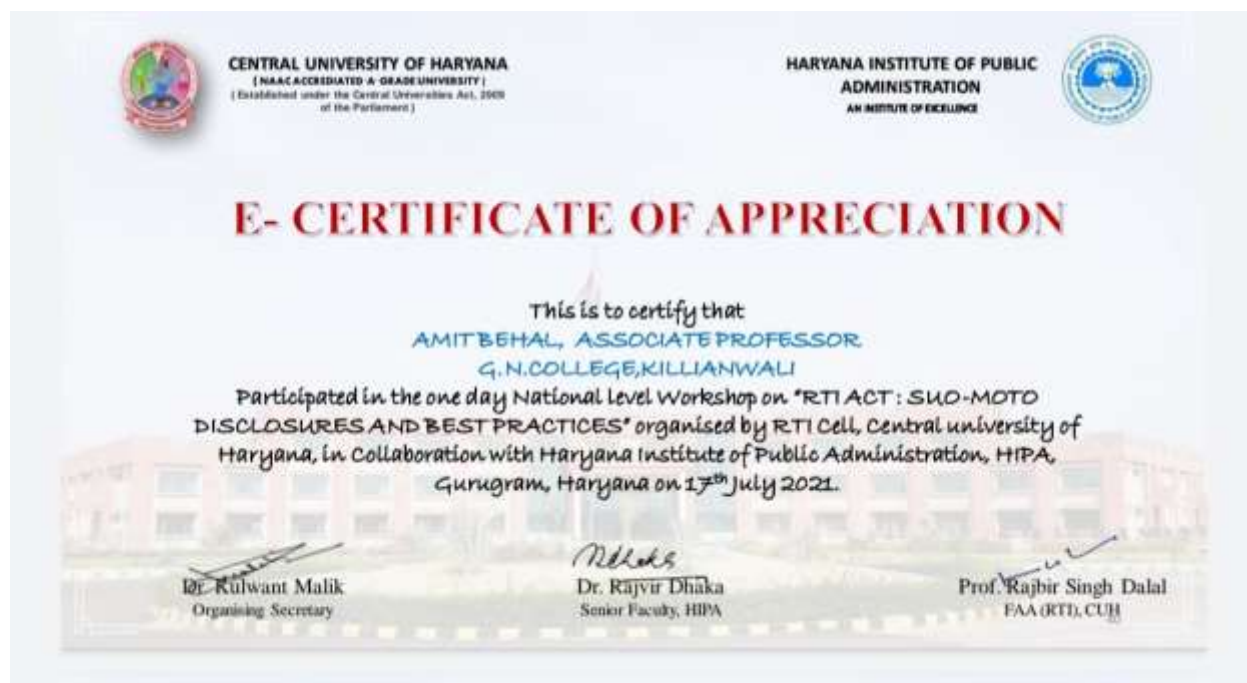 CENTRAL UNIVERSITY OF HARYANA
( NAAC ACCREDIATED 'A' GRADE UNIVERSITY )
( Established under the Central Universities Act, 2009
of the Parliament )
HARYANA INSTITUTE OF PUBLIC
ADMINISTRATION
AN INSTITUTE OF EXCELLENCE
E- CERTIFICATE OF APPRECIATION
This is to certify that
AMIT BEHAL, ASSOCIATE PROFESSOR
G.N.COLLEGE,KILLIANWALI
Participated in the one day National level Workshop on "RTI ACT : SUO-MOTO
DISCLOSURES AND BEST PRACTICES" organised by RTI Cell, Central university of
Haryana, in Collaboration with Haryana Institute of Public Administration, HIPA,
Gurugram, Haryana on 17th July 2021.
Dr. Kulwant Malik
Organising Secretary
Dr. Rajvir Dhaka
Senior Faculty, HIPA
Prof. Rajbir Singh Dalal
FAA (RTI), CUH